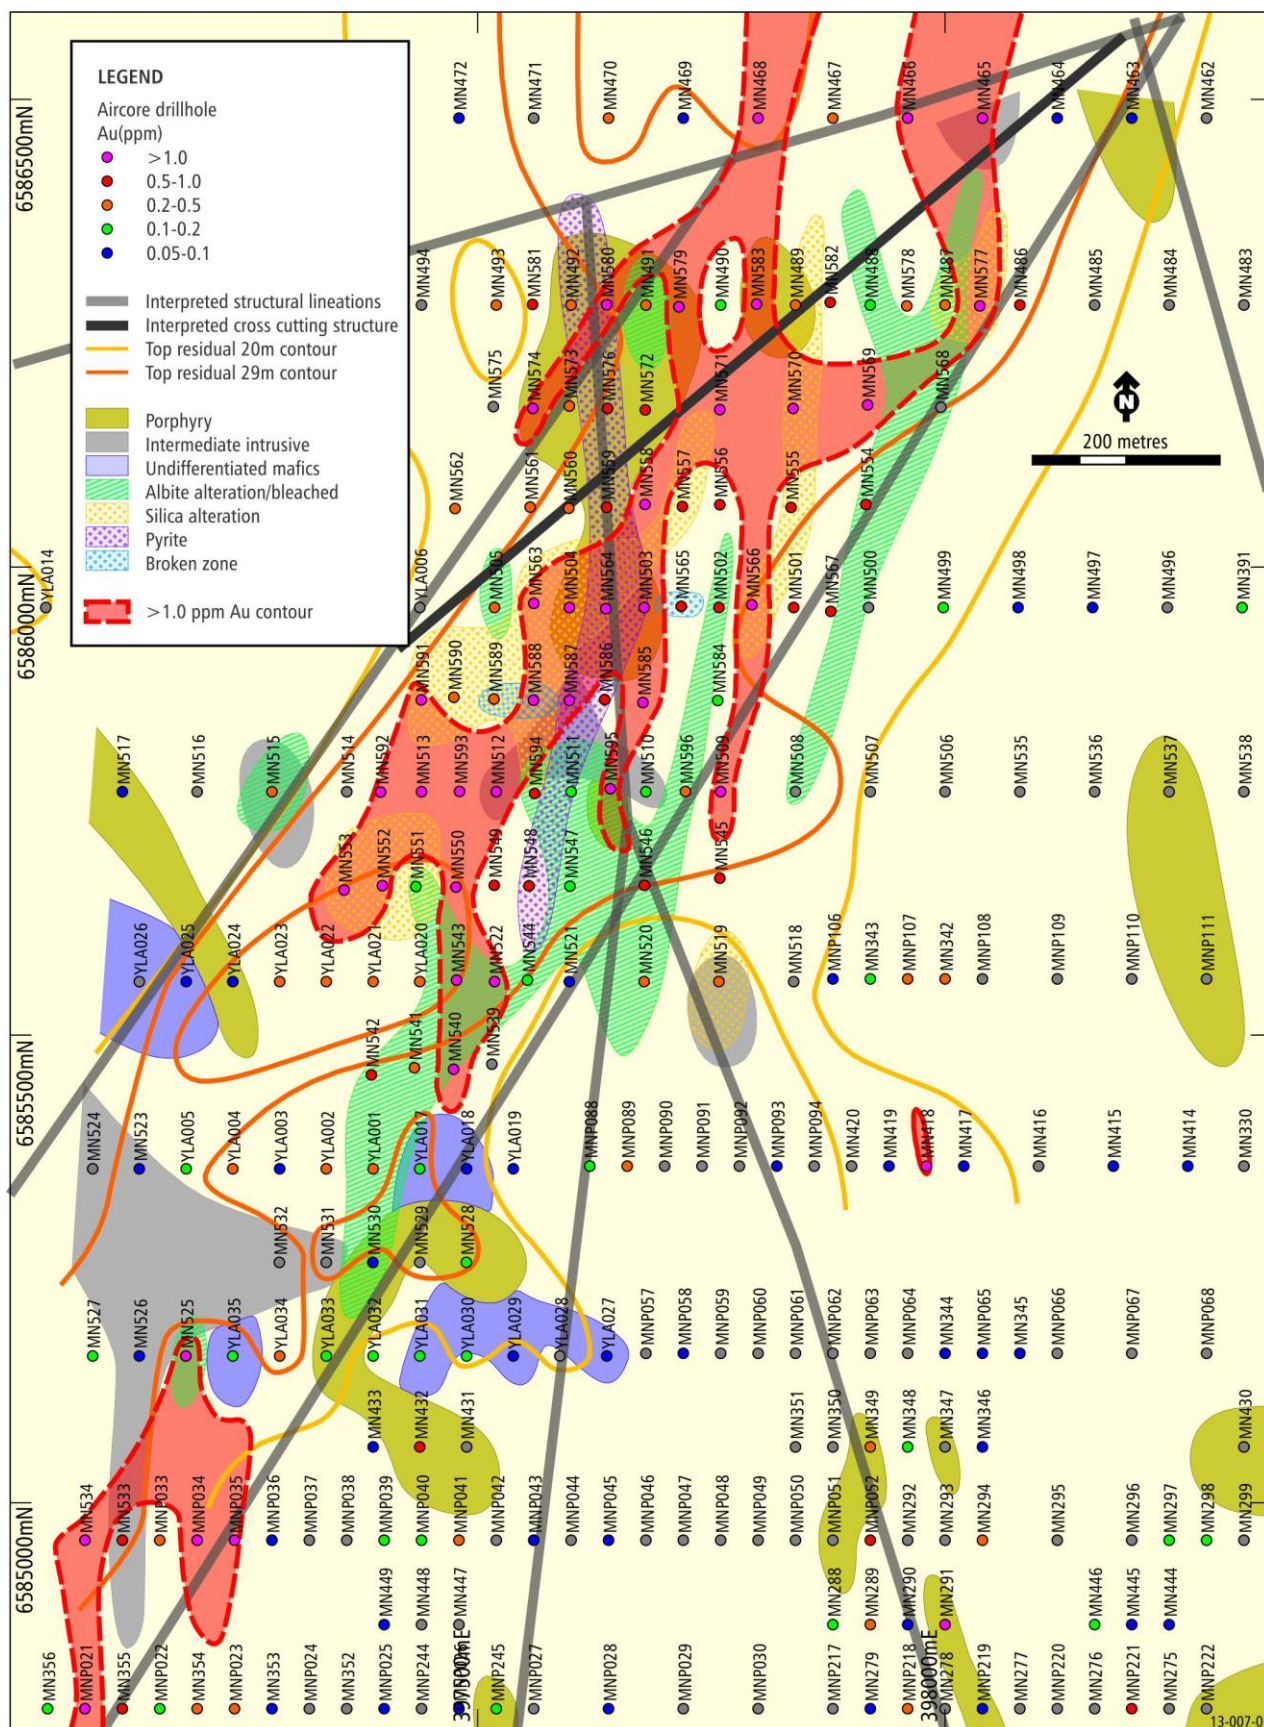 LEGEND
Aircore drillhole
Au(ppm)
>1.0
0.5-1.0
0.2-0.5
0.1-0.2
0.05-0.1
Interpreted structural lineations
Interpreted cross cutting structure
Top residual 20m contour
Top residual 29m contour
Porphyry
Intermediate intrusive
Undifferentiated mafics
Albite alteration/bleached
Silica alteration
Pyrite
Broken zone
>1.0 ppm Au contour
6586500mN
6586000mN
6585500mN
6585000mN
397500mE
398000mE
N
200 metres
MN472
MN471
MN470
MN469
MN468
MN467
MN466
MN465
MN464
MN463
MN462
MN494
MN493
MN581
MN492
MN580
MN491
MN579
MN490
MN583
MN489
MN582
MN488
MN578
MN487
MN577
MN486
MN485
MN484
MN483
MN575
MN574
MN573
MN576
MN572
MN571
MN570
MN569
MN568
MN562
MN561
MN560
MN559
MN558
MN557
MN556
MN555
MN554
YLA014
YLA006
MN505
MN563
MN504
MN564
MN503
MN565
MN502
MN566
MN501
MN567
MN500
MN499
MN498
MN497
MN496
MN391
MN591
MN590
MN589
MN588
MN587
MN586
MN585
MN584
MN517
MN516
MN515
MN514
MN592
MN513
MN593
MN512
MN594
MN511
MN595
MN510
MN596
MN509
MN508
MN507
MN506
MN535
MN536
MN537
MN538
MN553
MN552
MN551
MN550
MN549
MN548
MN547
MN546
MN545
YLA026
YLA025
YLA024
YLA023
YLA022
YLA021
YLA020
MN543
MN522
MN544
MN521
MN520
MN519
MN518
MNP106
MN343
MNP107
MN342
MNP108
MNP109
MNP110
MNP111
MN542
MN541
MN540
MN539
MN524
MN523
YLA005
YLA004
YLA003
YLA002
YLA001
YLA017
YLA018
YLA019
MNP088
MNP089
MNP090
MNP091
MNP092
MNP093
MNP094
MN420
MN419
MN418
MN417
MN416
MN415
MN414
MN330
MN532
MN531
MN530
MN529
MN528
MN527
MN526
MN525
YLA035
YLA034
YLA033
YLA032
YLA031
YLA030
YLA029
YLA028
YLA027
MNP057
MNP058
MNP059
MNP060
MNP061
MNP062
MNP063
MNP064
MN344
MNP065
MN345
MNP066
MNP067
MNP068
MN433
MN432
MN431
MN351
MN350
MN349
MN348
MN347
MN346
MN430
MN534
MN533
MNP033
MNP034
MNP035
MNP036
MNP037
MNP038
MNP039
MNP040
MNP041
MNP042
MNP043
MNP044
MNP045
MNP046
MNP047
MNP048
MNP049
MNP050
MNP051
MNP052
MN292
MN293
MN294
MN295
MN296
MN297
MN298
MN299
MN449
MN448
MN447
MN288
MN289
MN290
MN291
MN446
MN445
MN444
MN356
MNP021
MN355
MNP022
MN354
MNP023
MN353
MNP024
MN352
MNP025
MNP244
MNP245
MNP027
MNP028
MNP029
MNP030
MNP217
MN279
MNP218
MN278
MNP219
MN277
MNP220
MN276
MNP221
MN275
MNP222